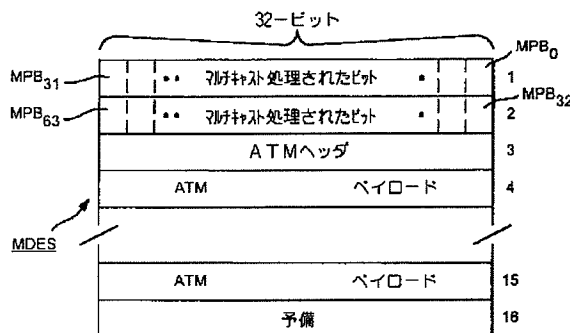 32-ビット
MPB31 マルチキャスト処理されたビット MPB0 1
MPB63 マルチキャスト処理されたビット MPB32 2
ATMヘッダ 3
ATM ペイロード 4
MDES
ATM ペイロード 15
予備 16